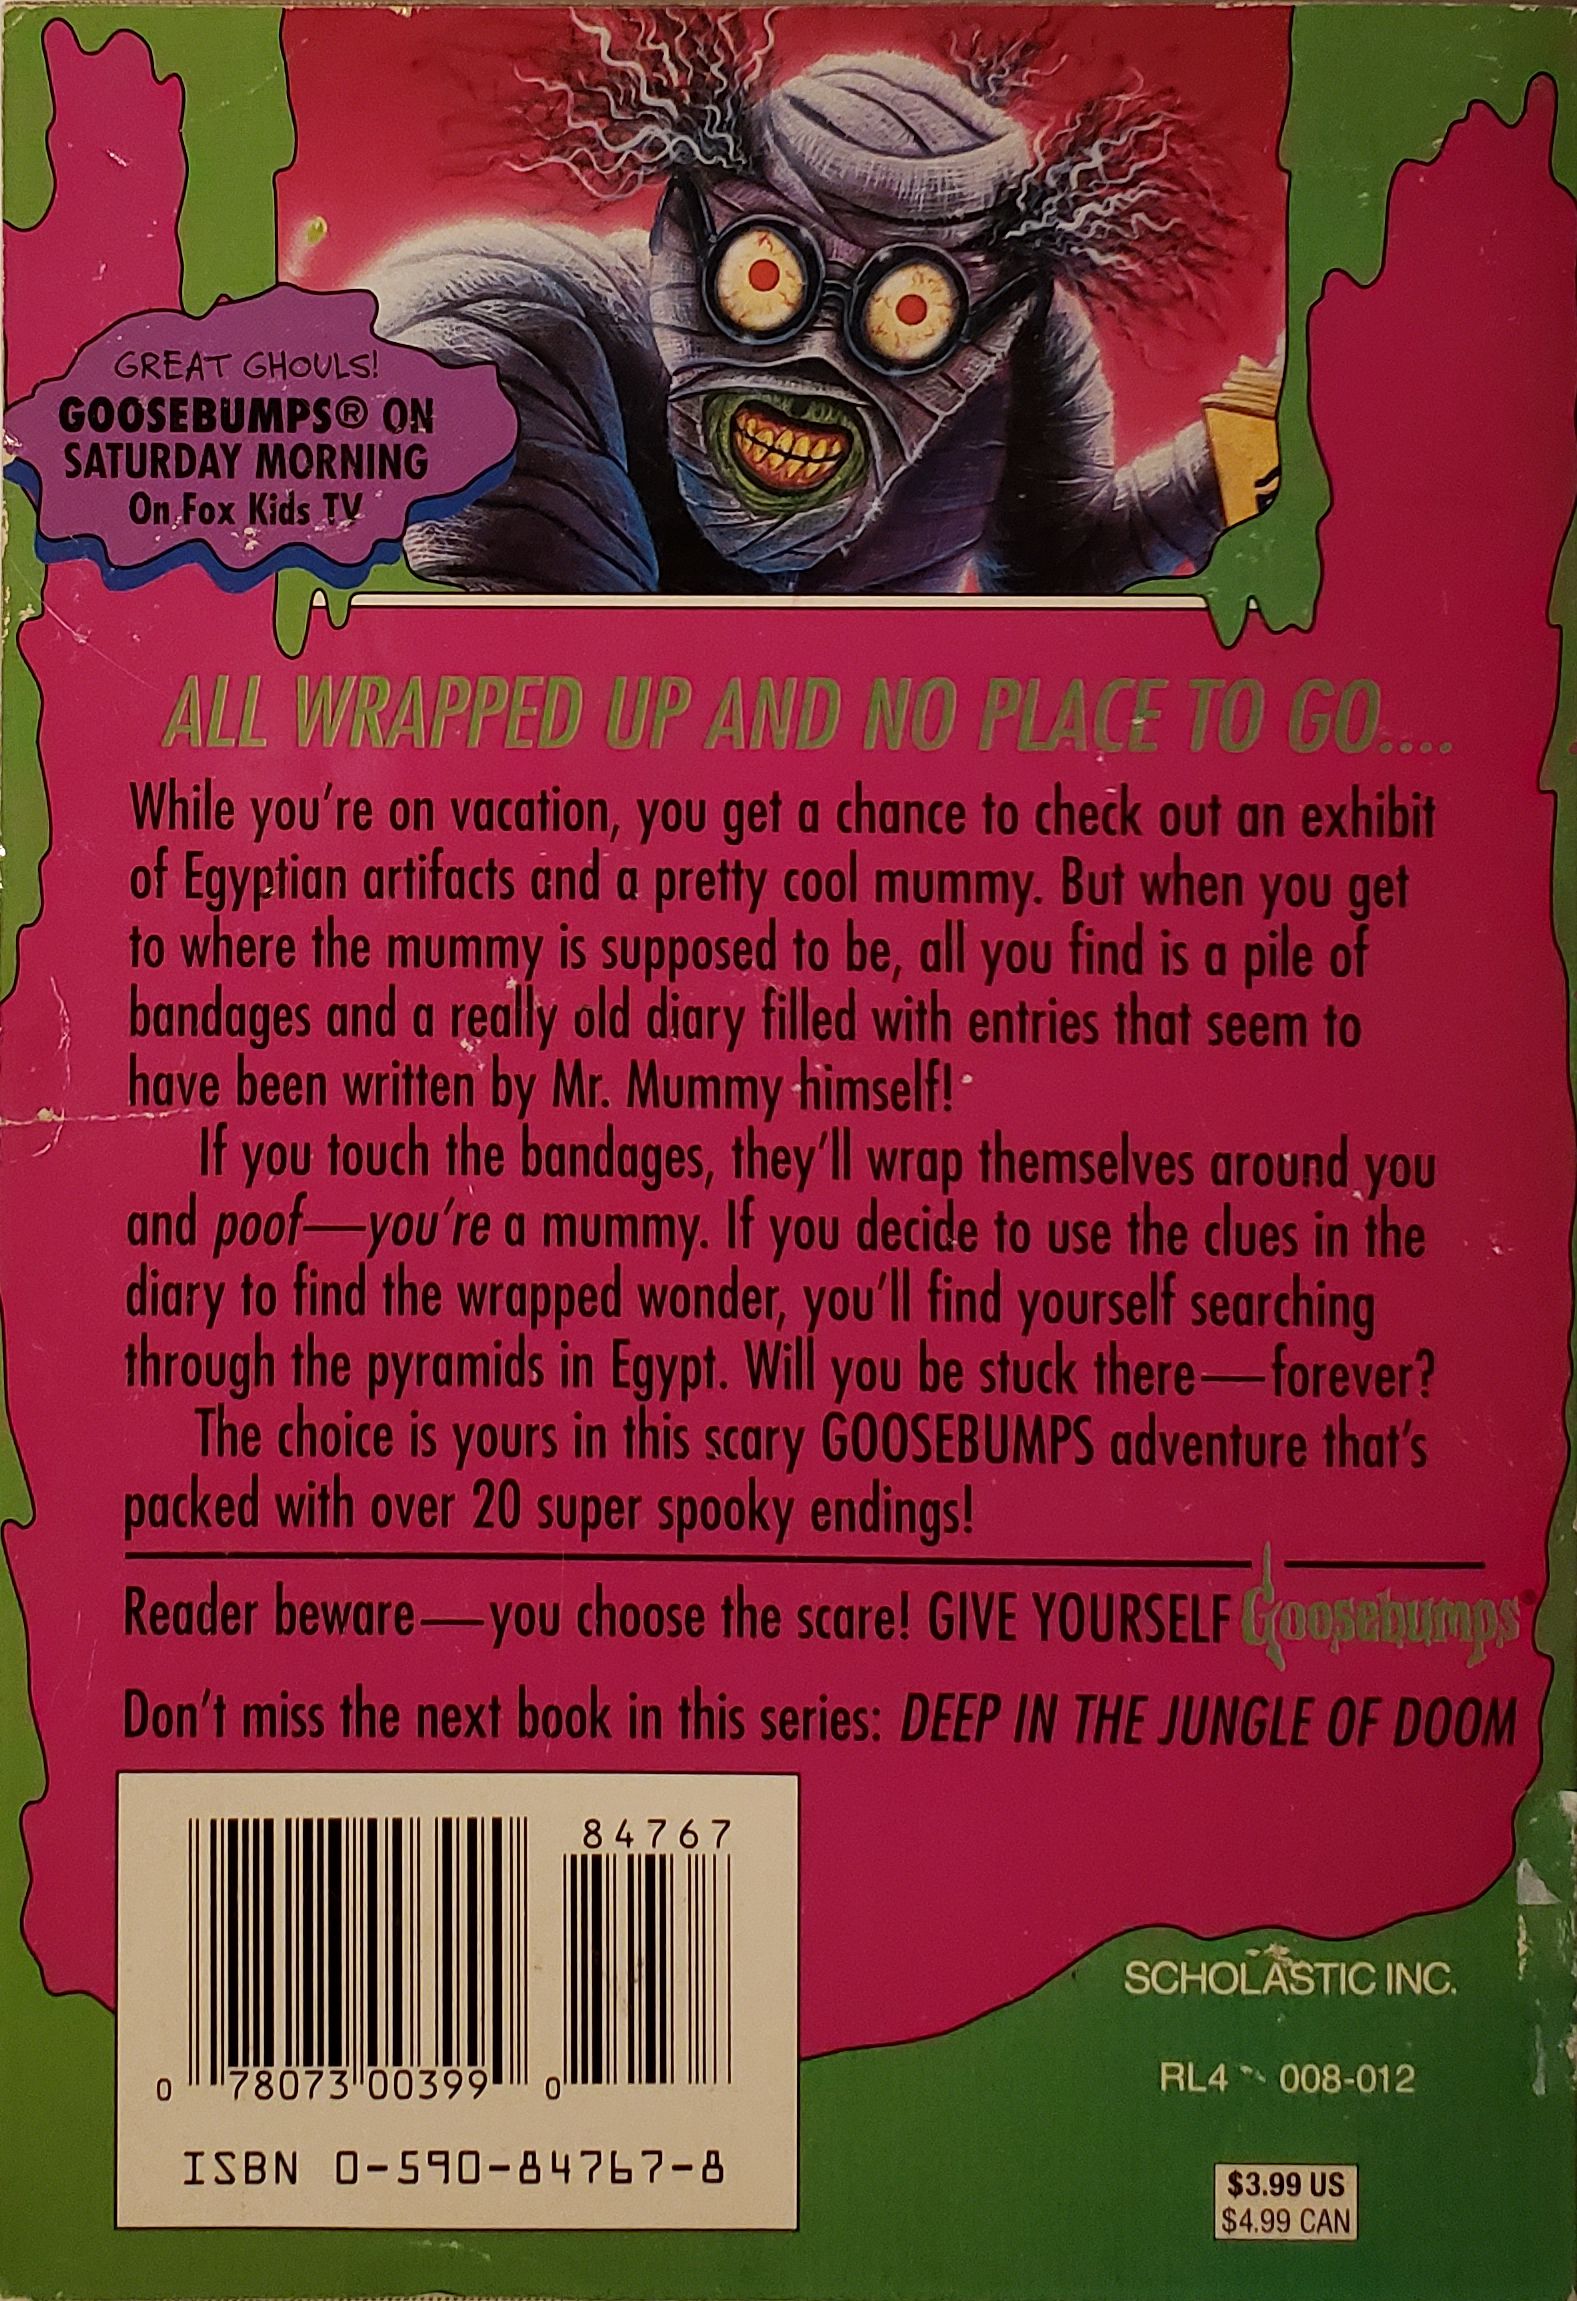 GREAT GHOULS!
GOOSEBUMPS® ON
SATURDAY MORNING
On Fox Kids TV
ALL WRAPPED UP AND NO PLACE TO GO....
While you're on vacation, you get a chance to check out an exhibit
of Egyptian artifacts and a pretty cool mummy. But when you get
to where the mummy is supposed to be, all you find is a pile of
bandages and a really old diary filled with entries that seem to
have been written by Mr. Mummy himself!
If you touch the bandages, they'll wrap themselves around you
and poof—you're a mummy. If you decide to use the clues in the
diary to find the wrapped wonder, you'll find yourself searching
through the pyramids in Egypt. Will you be stuck there—forever?
The choice is yours in this scary GOOSEBUMPS adventure that's
packed with over 20 super spooky endings!
Reader beware—you choose the scare! GIVE YOURSELF Goosebumps®
Don't miss the next book in this series: DEEP IN THE JUNGLE OF DOOM
84767
0 78073 00399 0
ISBN 0-590-84767-8
SCHOLASTIC INC.
RL4 008-012
$3.99 US
$4.99 CAN